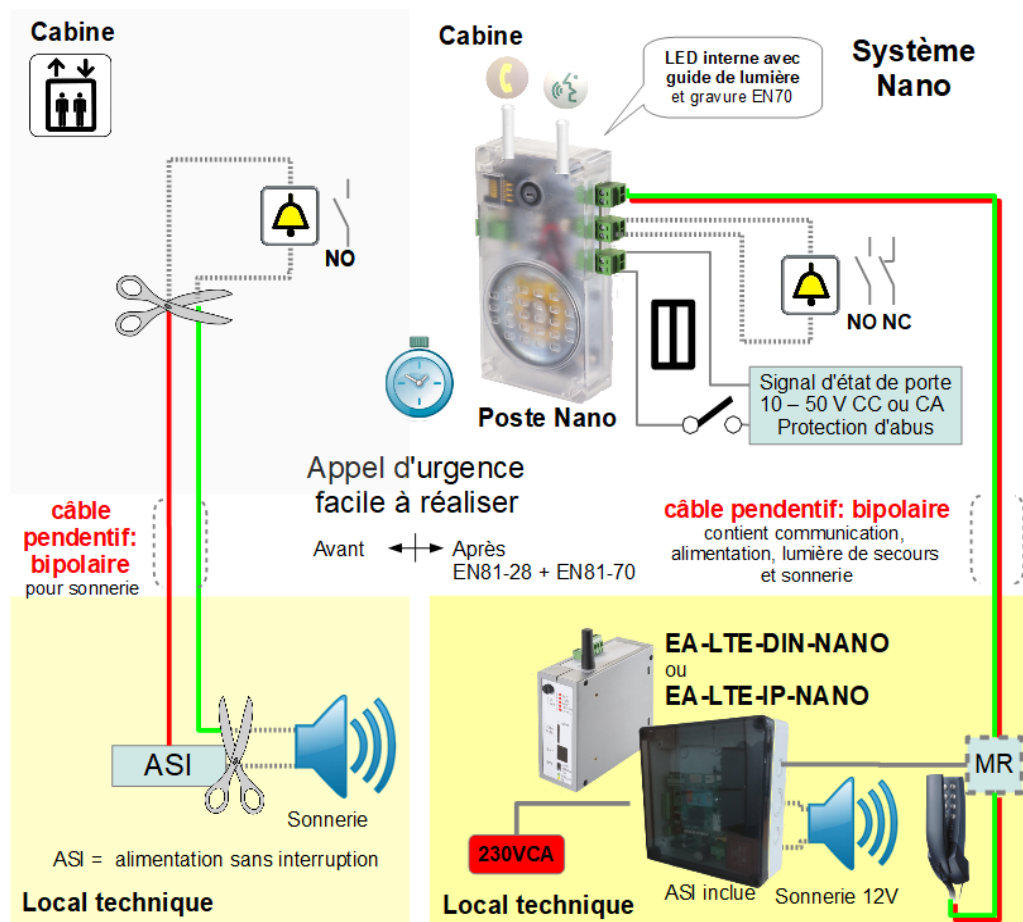 Cabine
NO
câble
pendentif:
bipolaire
pour sonnerie
ASI
Sonnerie
ASI = alimentation sans interruption
Local technique
Appel d'urgence
facile à réaliser
Avant
Après
EN81-28 + EN81-70
Système
Nano
Cabine
LED interne avec
guide de lumière
et gravure EN70
NO NC
Signal d'état de porte
10 – 50 V CC ou CA
Protection d'abus
Poste Nano
câble pendentif: bipolaire
contient communication,
alimentation, lumière de secours
et sonnerie
EA-LTE-DIN-NANO
ou
EA-LTE-IP-NANO
MR
230VCA
ASI inclue
Sonnerie 12V
Local technique